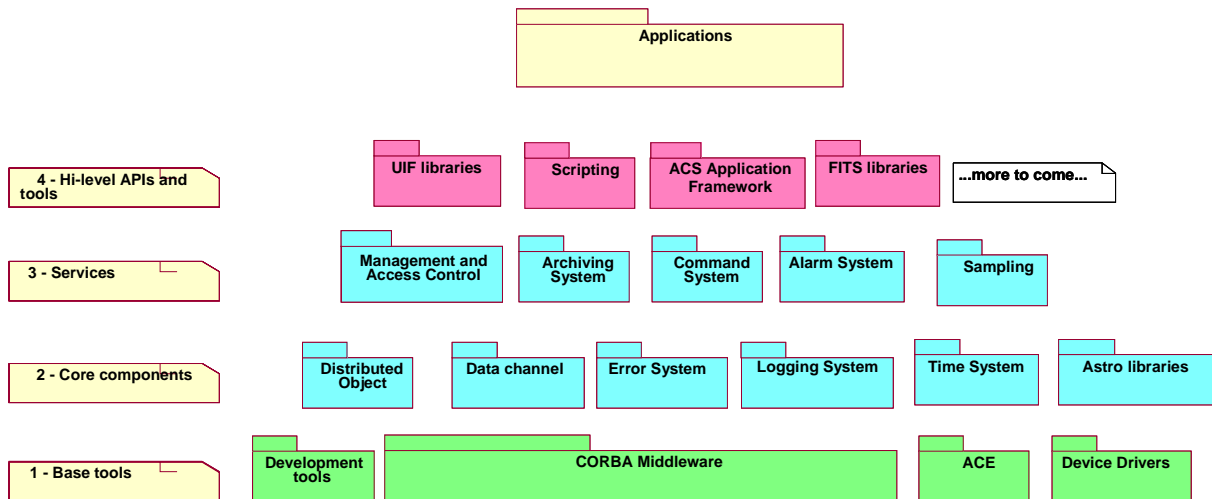 Applications
4 - Hi-level APIs and
tools
UIF libraries
Scripting
ACS Application
Framework
FITS libraries
...more to come...
3 - Services
Management and
Access Control
Archiving
System
Command
System
Alarm System
Sampling
2 - Core components
Distributed
Object
Data channel
Error System
Logging System
Time System
Astro libraries
1 - Base tools
Development
tools
CORBA Middleware
ACE
Device Drivers